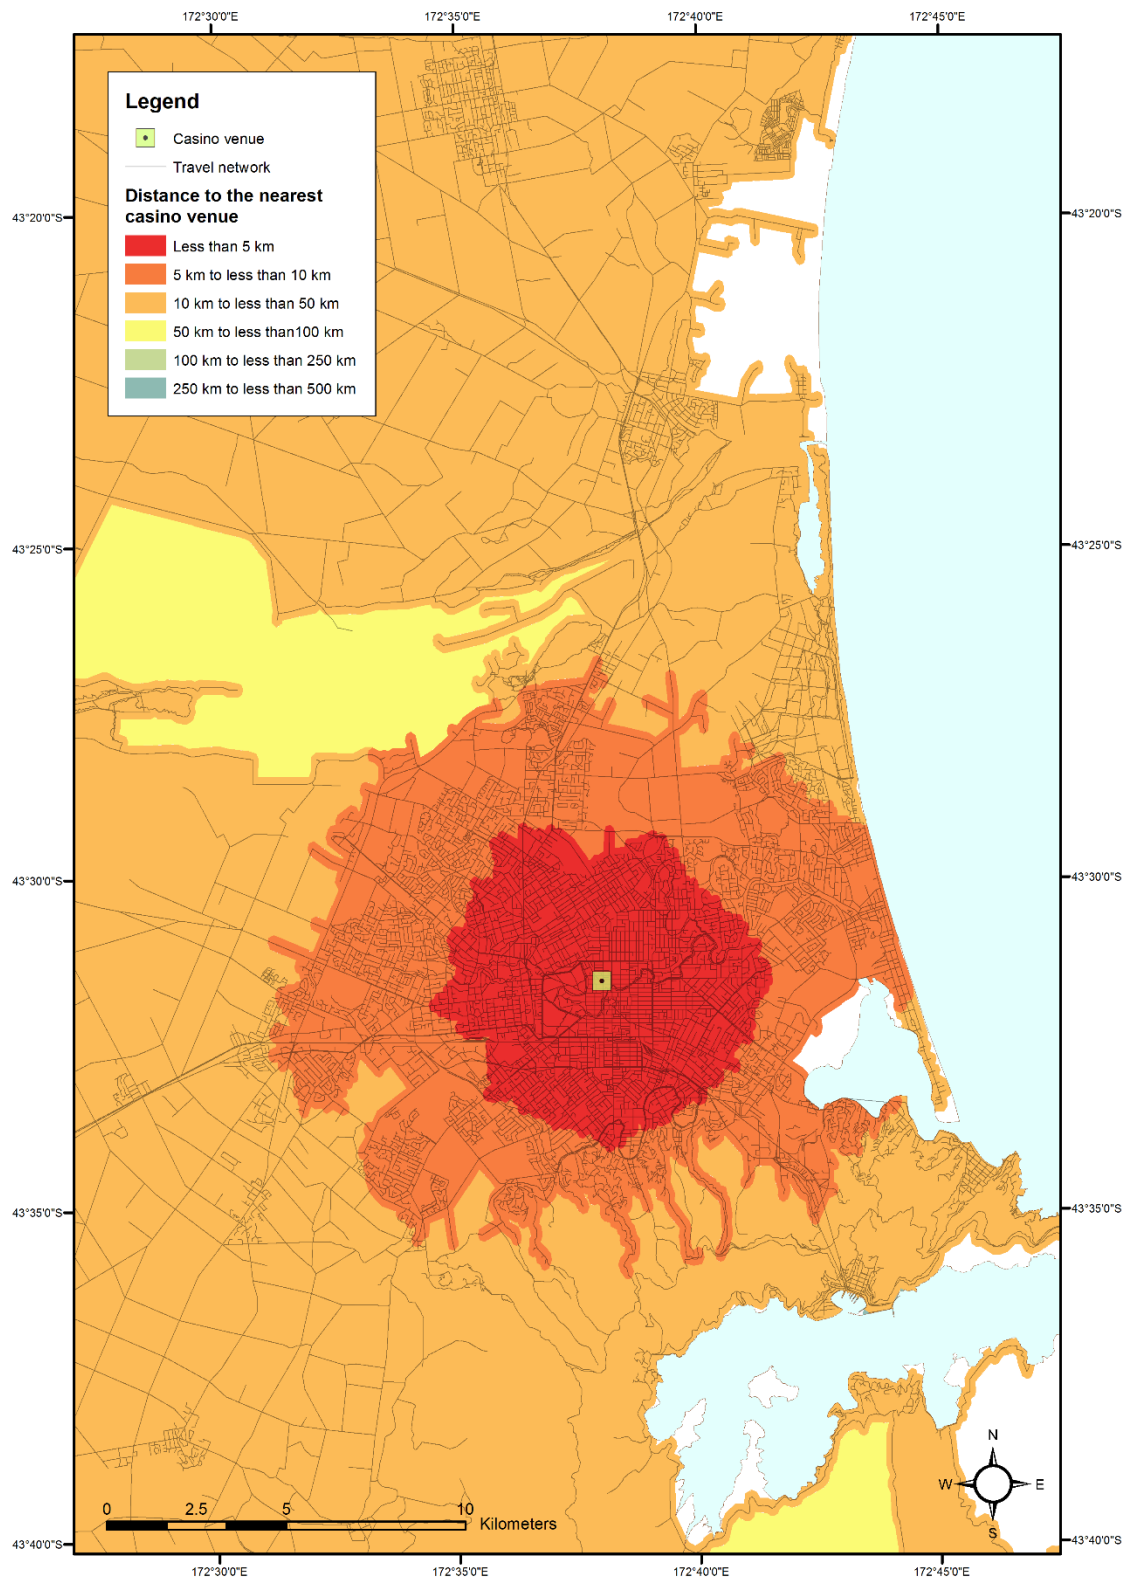 172°30'0"E 172°35'0"E 172°40'0"E 172°45'0"E
Legend
Casino venue
Travel network
Distance to the nearest
casino venue
Less than 5 km
5 km to less than 10 km
10 km to less than 50 km
50 km to less than100 km
100 km to less than 250 km
250 km to less than 500 km
43°20'0"S 43°20'0"S
43°25'0"S 43°25'0"S
43°30'0"S 43°30'0"S
43°35'0"S 43°35'0"S
N
W E
S
0 2.5 5 10
Kilometers
43°40'0"S 43°40'0"S
172°30'0"E 172°35'0"E 172°40'0"E 172°45'0"E